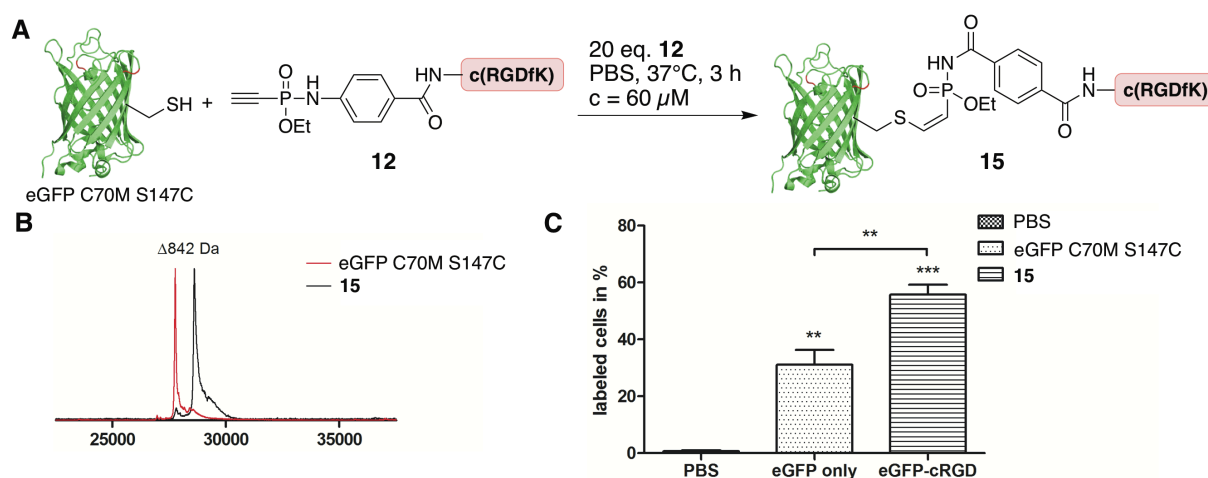 A
SH
+
O
P
NH
OEt
HN
O
c(RGDfK)
12
eGFP C70M S147C
20 eq. 12
PBS, 37°C, 3 h
c = 60 µM
O
NH
O=P
OEt
S
H
N
O
c(RGDfK)
15
B
Δ842 Da
eGFP C70M S147C
15
25000 30000 35000
C
labeled cells in %
80
60
40
20
0
**
**
***
PBS
eGFP C70M S147C
15
PBS eGFP only eGFP-cRGD